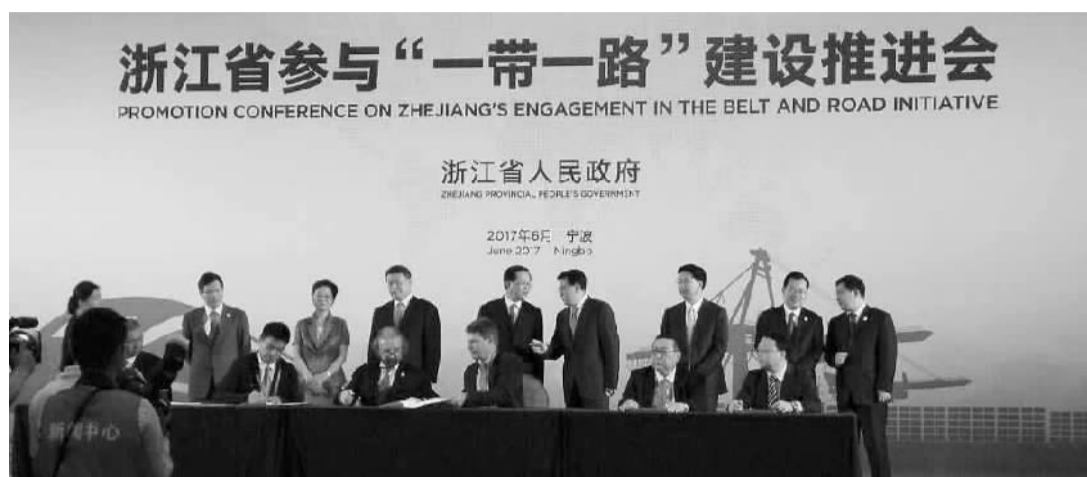 浙江省参与“一带一路”建设推进会
PROMOTION CONFERENCE ON ZHEJIANG'S ENGAGEMENT IN THE BELT AND ROAD INITIATIVE
浙江省人民政府
ZHEJIANG PROVINCIAL PEOPLE'S GOVERNMENT
2017年6月 宁波
June 2017 Ningbo
新闻中心